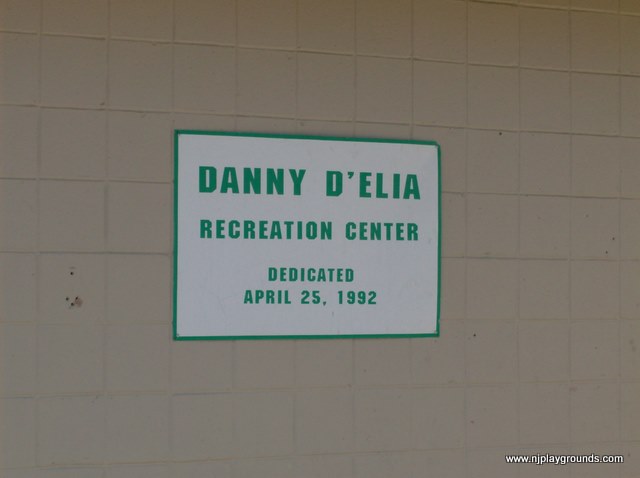 DANNY D'ELIA
RECREATION CENTER
DEDICATED
APRIL 25, 1992
www.njplaygrounds.com